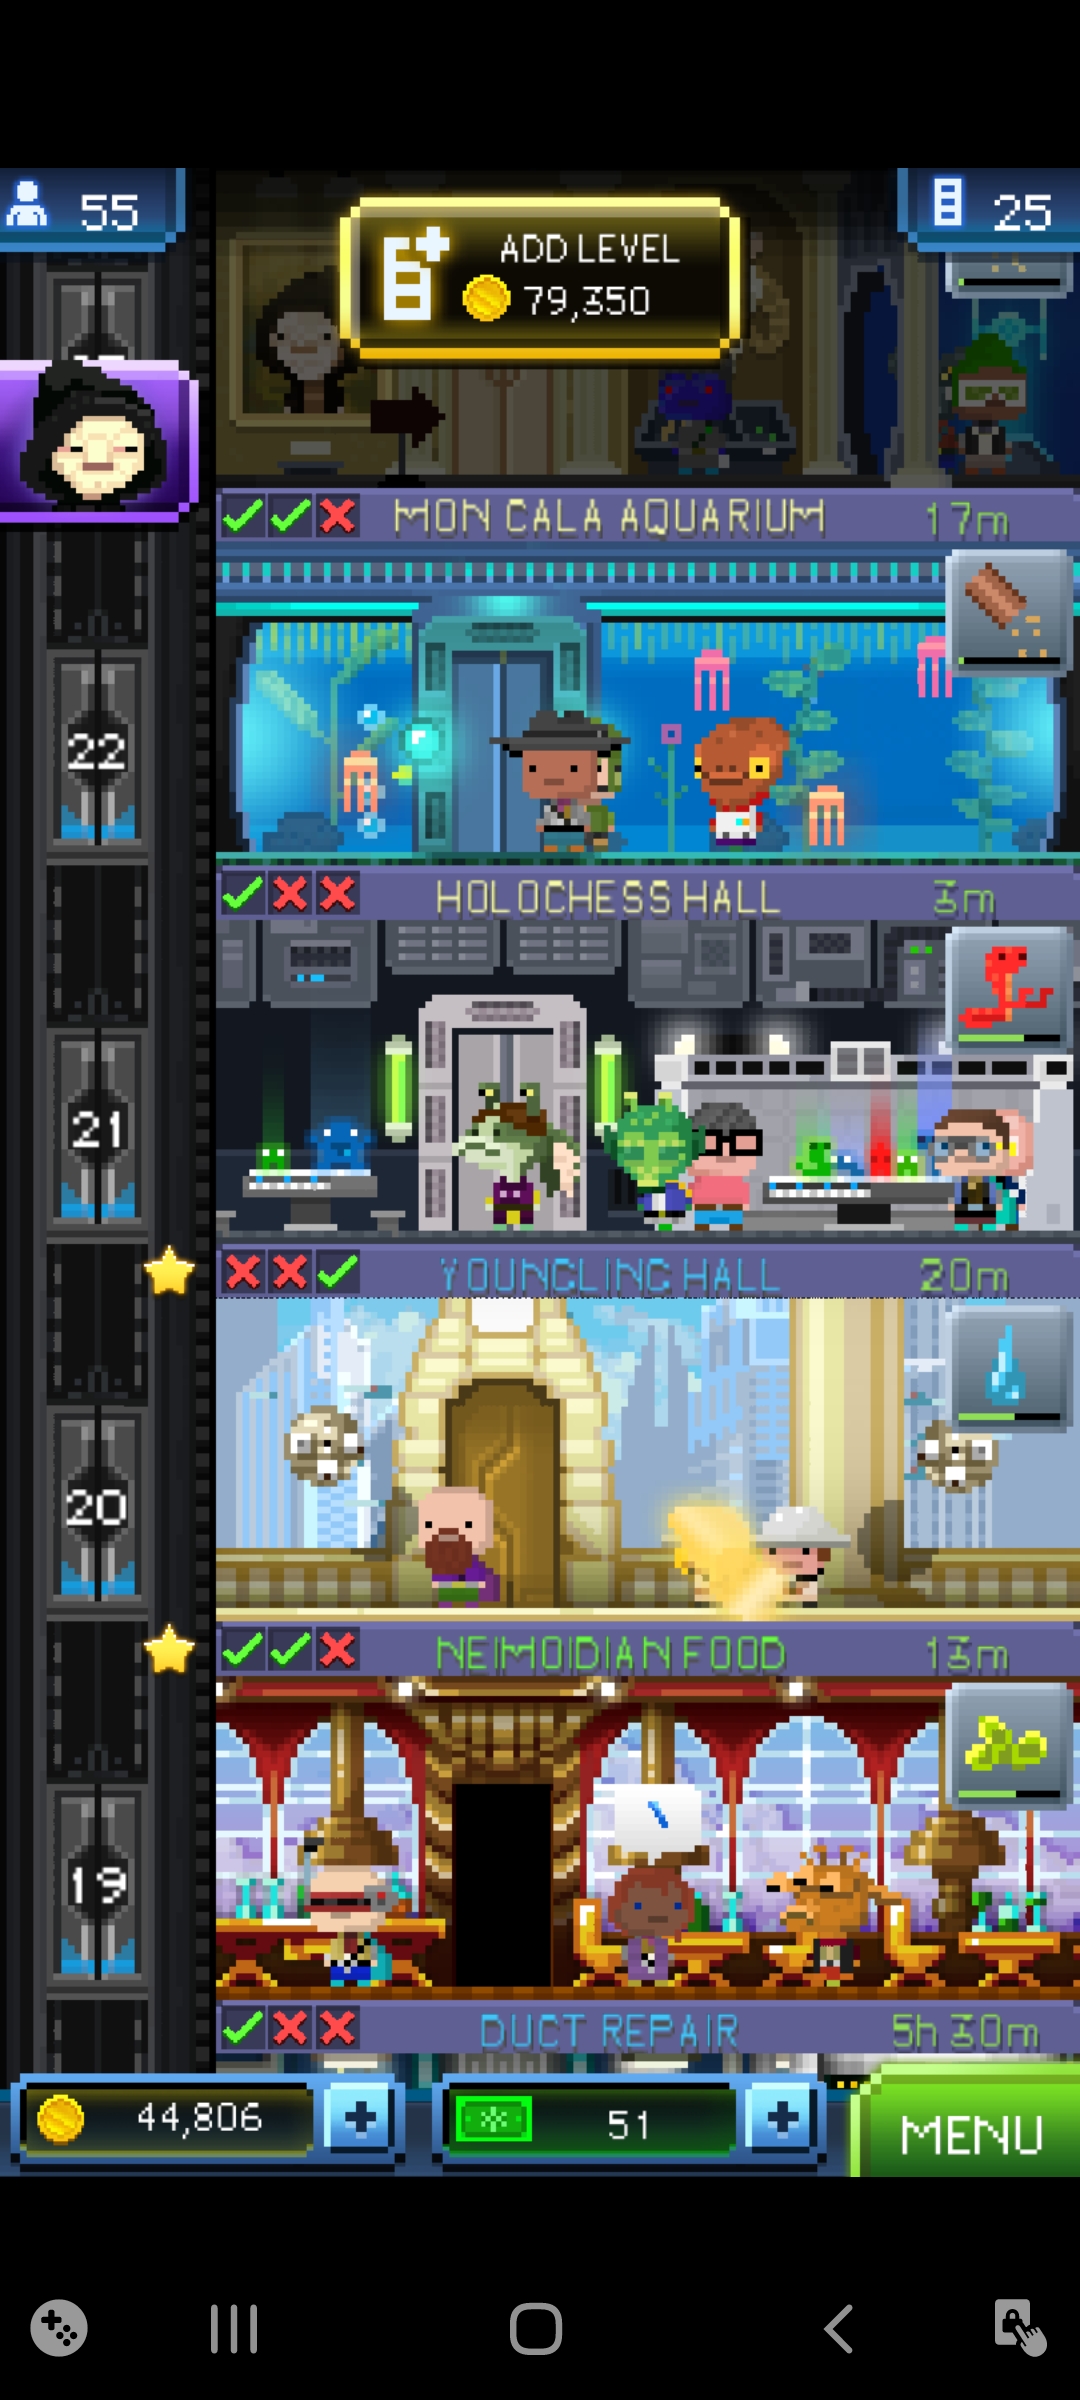 55
ADD LEVEL
79,350
25
MON CALA AQUARIUM 17m
22
HOLOCHESS HALL 3m
21
YOUNGLING HALL 20m
20
NEIMOIDIAN FOOD 13m
19
DUCT REPAIR 5h 30m
44,806 + 51 + MENU